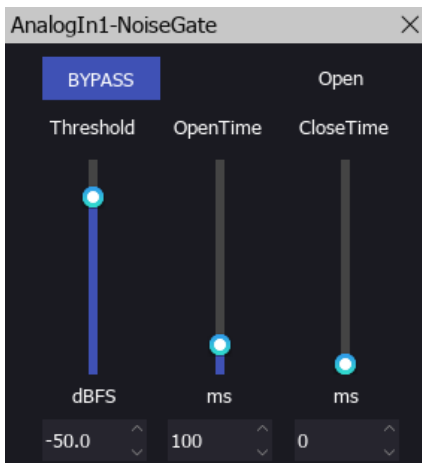 AnalogIn1-NoiseGate
BYPASS Open
Threshold OpenTime CloseTime
dBFS ms ms
-50.0 100 0